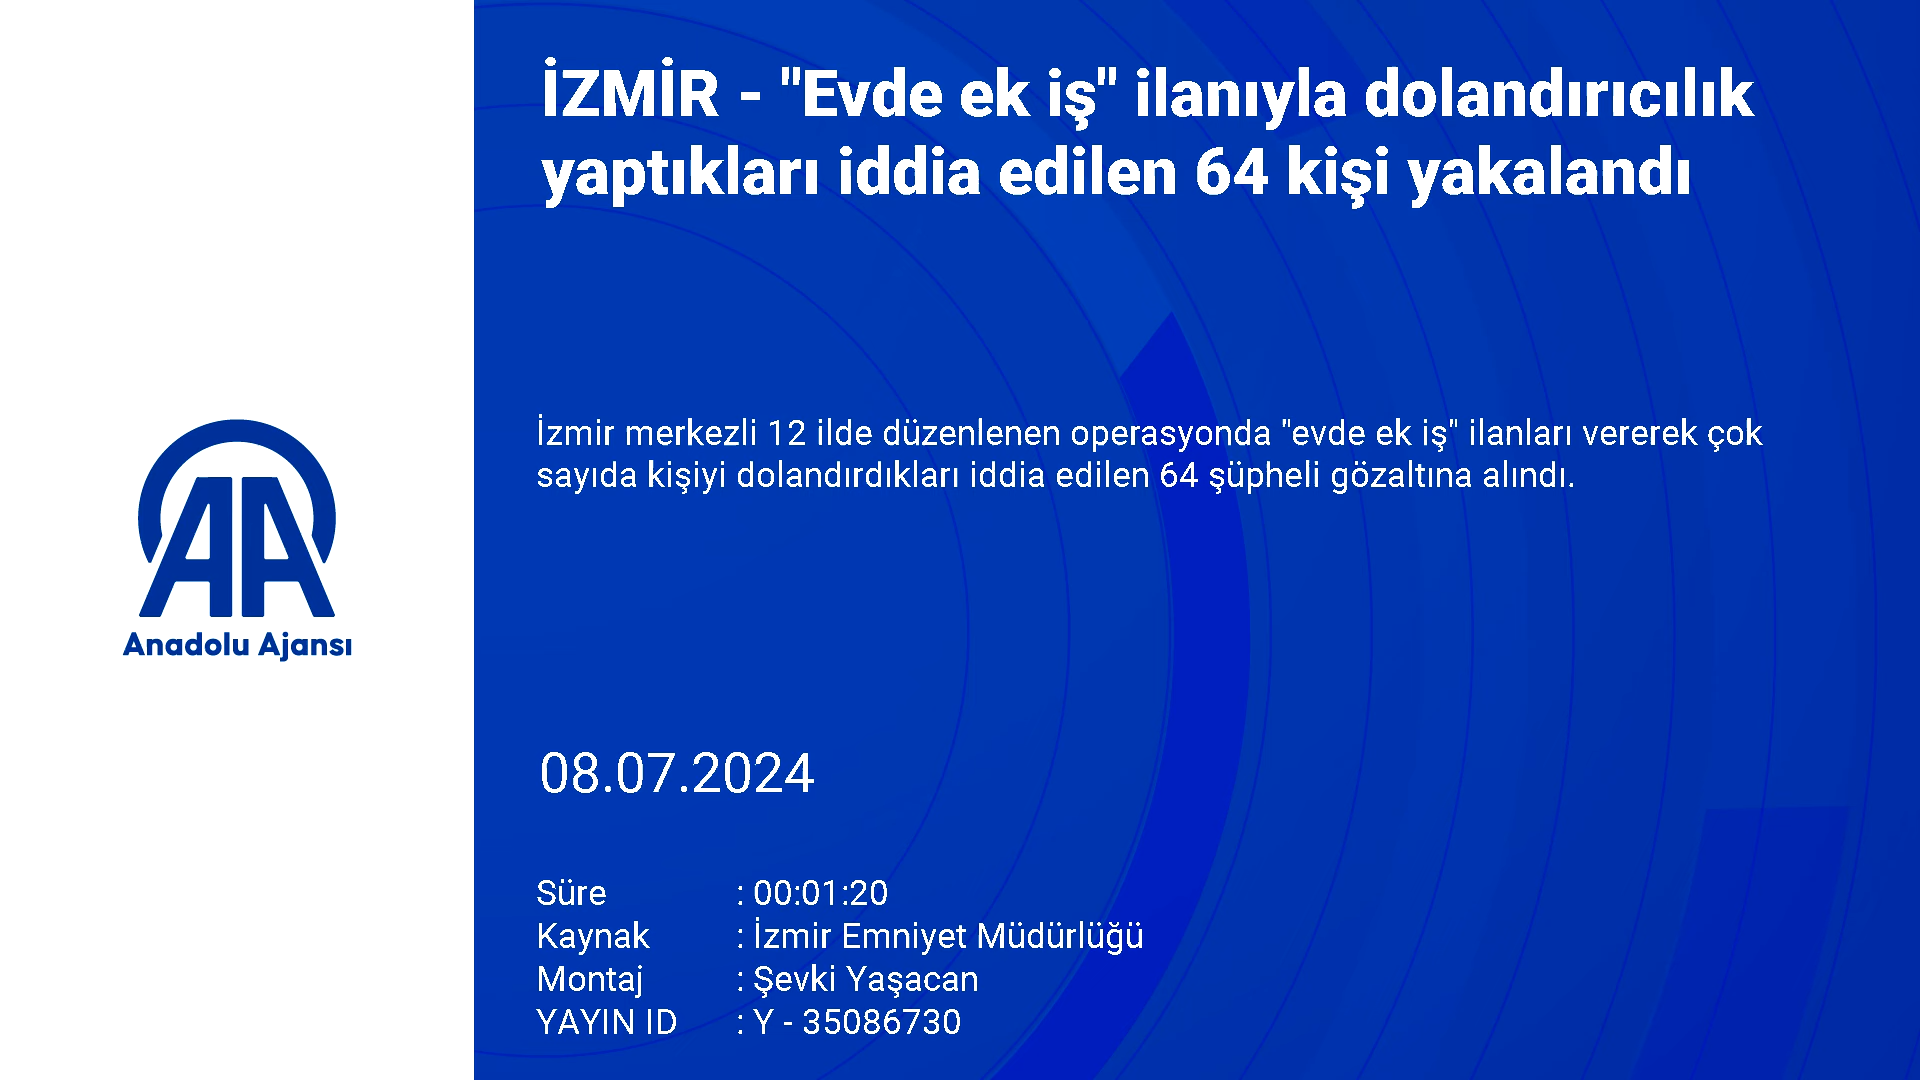 İZMİR - "Evde ek iş" ilanıyla dolandırıcılık
yaptıkları iddia edilen 64 kişi yakalandı
İzmir merkezli 12 ilde düzenlenen operasyonda "evde ek iş" ilanları vererek çok
sayıda kişiyi dolandırdıkları iddia edilen 64 şüpheli gözaltına alındı.
AA
Anadolu Ajansı
08.07.2024
Süre : 00:01:20
Kaynak : İzmir Emniyet Müdürlüğü
Montaj : Şevki Yaşacan
YAYIN ID : Y - 35086730